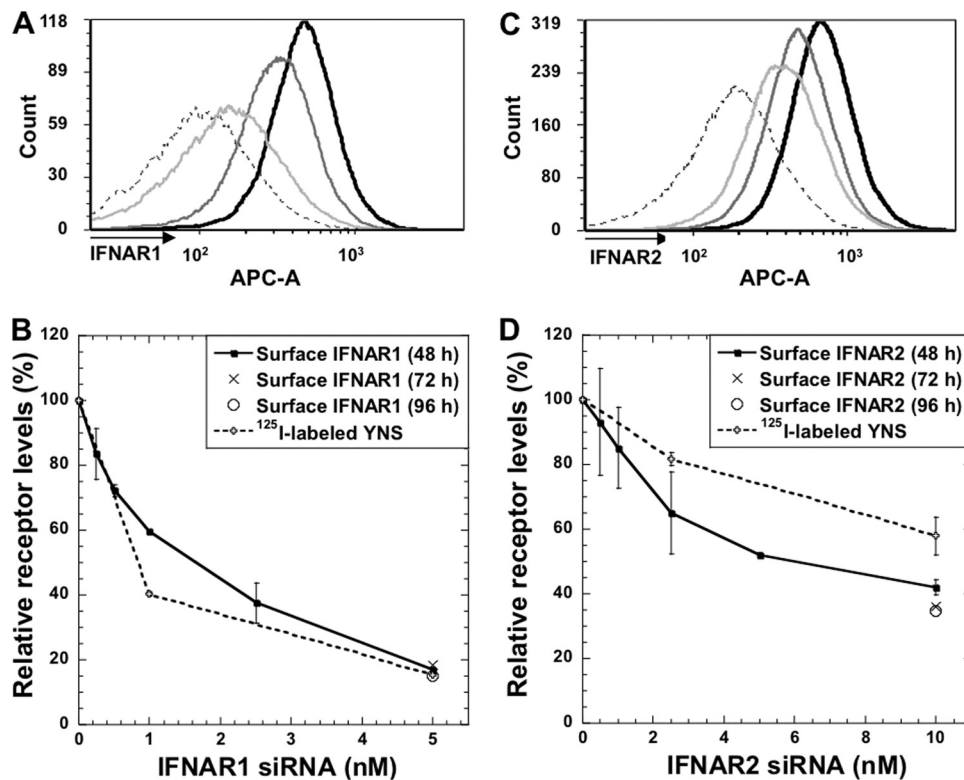 A
118
89
59
30
0
Count
IFNAR1
10²
10³
APC-A
C
319
239
160
80
0
Count
IFNAR2
10²
10³
APC-A
B
120
100
80
60
40
20
0
Relative receptor levels (%)
Surface IFNAR1 (48 h)
Surface IFNAR1 (72 h)
Surface IFNAR1 (96 h)
¹²⁵I-labeled YNS
0 1 2 3 4 5
IFNAR1 siRNA (nM)
D
120
100
80
60
40
20
0
Relative receptor levels (%)
Surface IFNAR2 (48 h)
Surface IFNAR2 (72 h)
Surface IFNAR2 (96 h)
¹²⁵I-labeled YNS
0 2 4 6 8 10
IFNAR2 siRNA (nM)